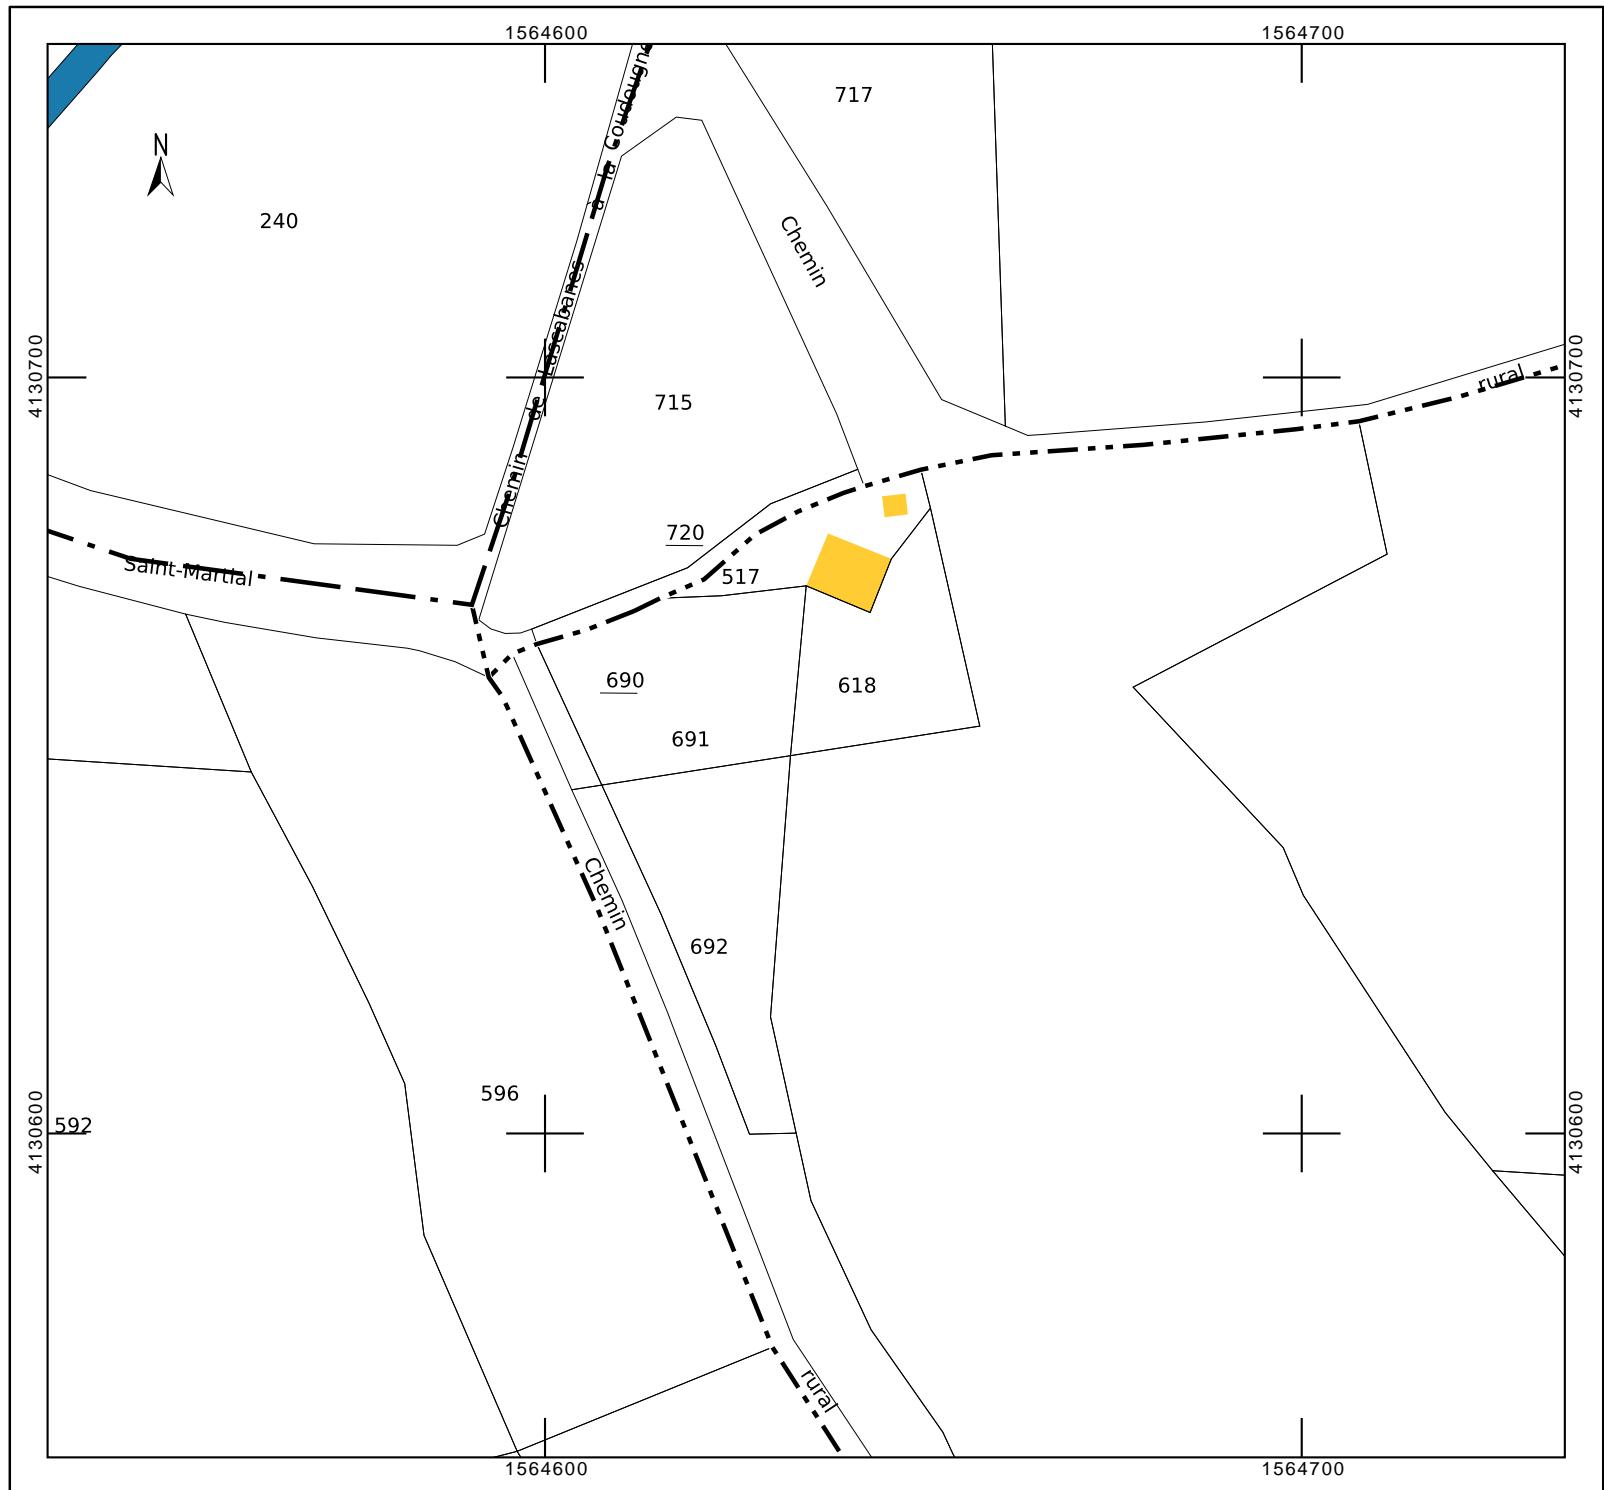 1564600
1564700
717
N
240
Chemin de Lascabanes à la Coudougne
Chemin
4130700
4130700
rural
715
720
517
Saint-Martial
690
618
691
Chemin
692
596
592
4130600
4130600
rural
1564600
1564700